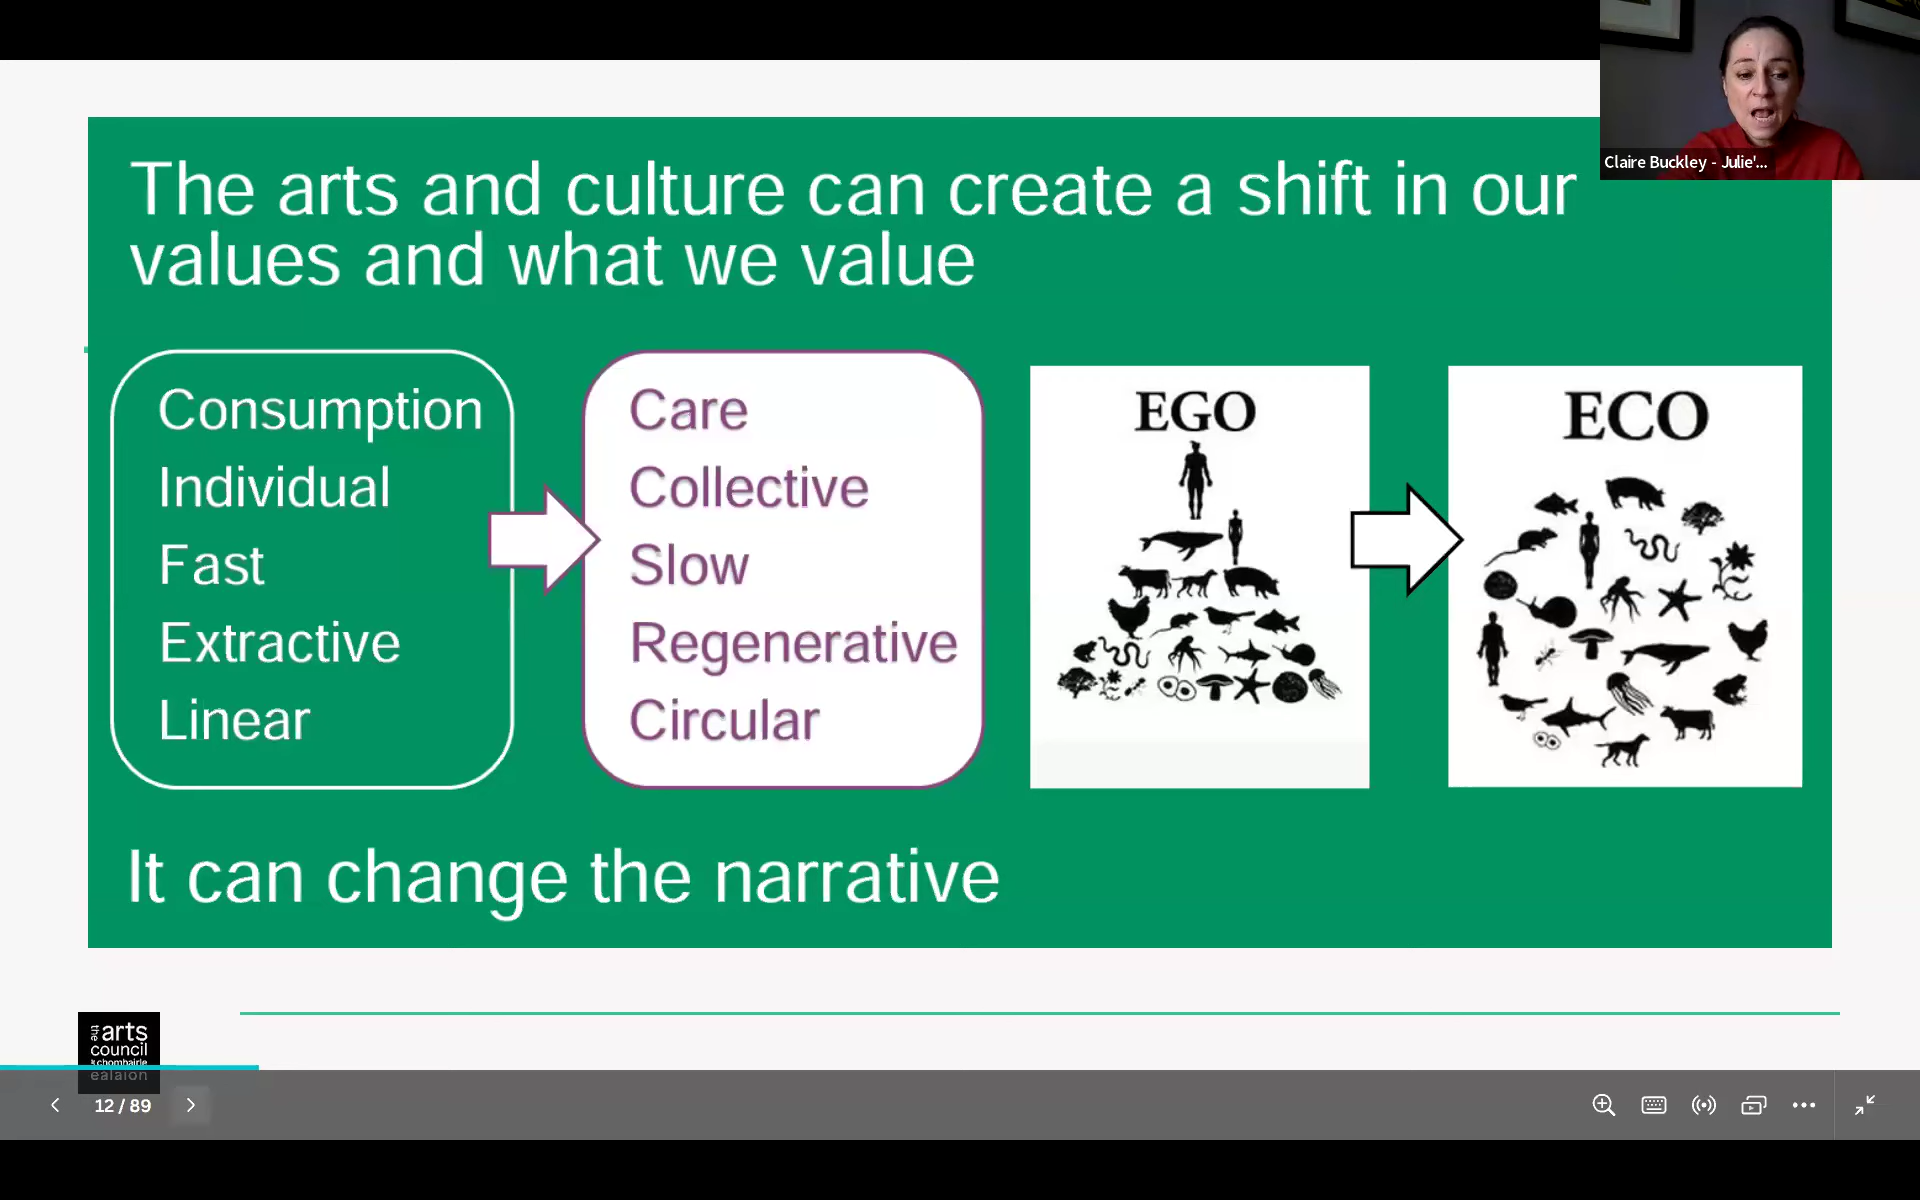 Claire Buckley - Julie'...
The arts and culture can create a shift in our
values and what we value
Consumption
Individual
Fast
Extractive
Linear
Care
Collective
Slow
Regenerative
Circular
EGO
ECO
It can change the narrative
the arts
council
chomhairle
ealaíon
12 / 89